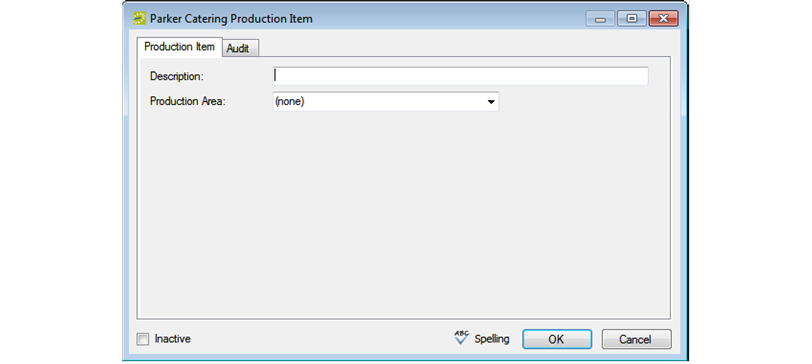 Parker Catering Production Item
Production Item Audit
Description:
Production Area: (none)
Inactive ABC Spelling OK Cancel